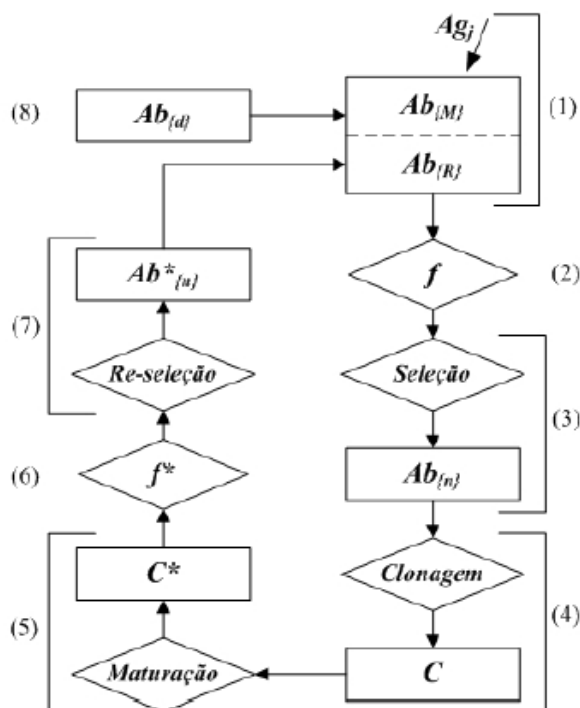 Ag_j
(1)
(8)
Ab_{d}
Ab_{M}
Ab_{R}
Ab*_{u}
f
(2)
(7)
Re-seleção
Seleção
(3)
(6)
f*
Ab_{n}
C*
Clonagem
(5)
(4)
Maturação
C